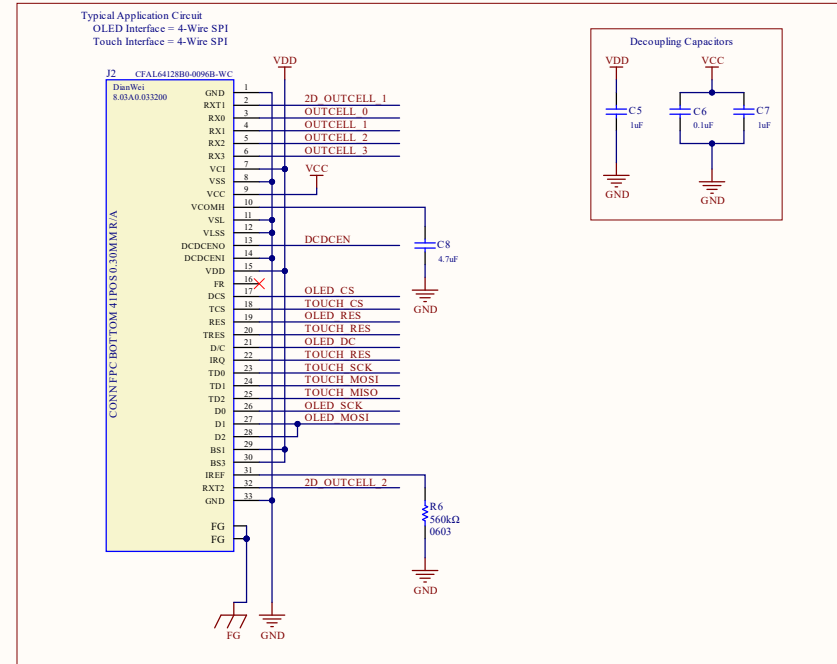 Typical Application Circuit
OLED Interface = 4-Wire SPI
Touch Interface = 4-Wire SPI
Decoupling Capacitors
VDD
VCC
C5
1uF
C6
0.1uF
C7
1uF
GND
GND
VDD
J2 CFAL64128B0-0096B-WC
DianWei
8.03A0.033200
CONN FPC BOTTOM 41POS 0.30MM R/A
GND 1
RXT1 2 2D_OUTCELL_1
RX0 3 OUTCELL_0
RX1 4 OUTCELL_1
RX2 5 OUTCELL_2
RX3 6 OUTCELL_3
VCI 7
VCC
VSS 8
VCC 9
VCOMH 10
VSL 11
VLSS 12
DCDCENO 13 DCDCEN
C8
4.7uF
GND
DCDCENI 14
VDD 15
FR 16
DCS 17 OLED_CS
TCS 18 TOUCH_CS
RES 19 OLED_RES
TRES 20 TOUCH_RES
D/C 21 OLED_DC
IRQ 22 TOUCH_RES
TD0 23 TOUCH_SCK
TD1 24 TOUCH_MOSI
TD2 25 TOUCH_MISO
D0 26 OLED_SCK
D1 27 OLED_MOSI
D2 28
BS1 29
BS3 30
IREF 31
RXT2 32 2D_OUTCELL_2
GND 33
R6
560kΩ
0603
GND
FG
FG
FG
GND